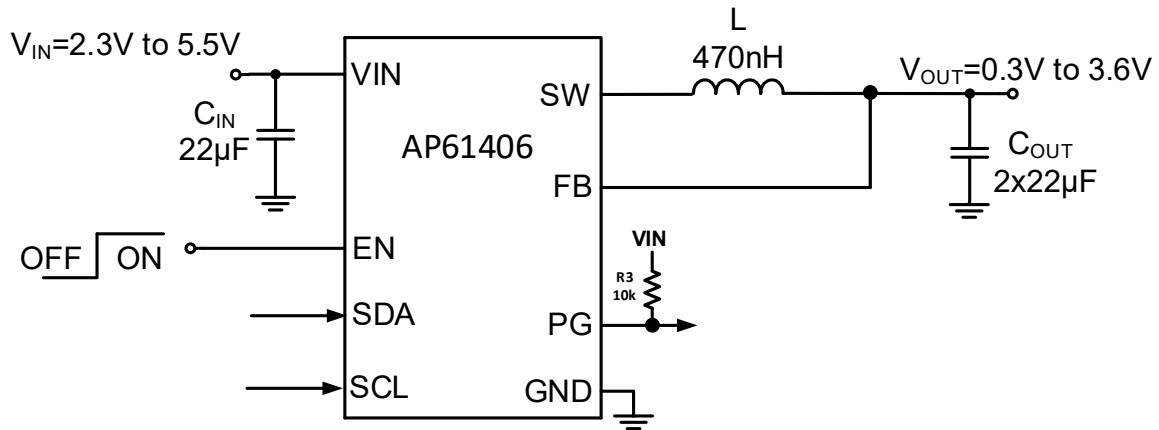 V_IN=2.3V to 5.5V
C_IN
22µF
OFF ON
VIN
EN
SDA
SCL
AP61406
SW
FB
PG
GND
L
470nH
VIN
R3
10k
V_OUT=0.3V to 3.6V
C_OUT
2x22µF